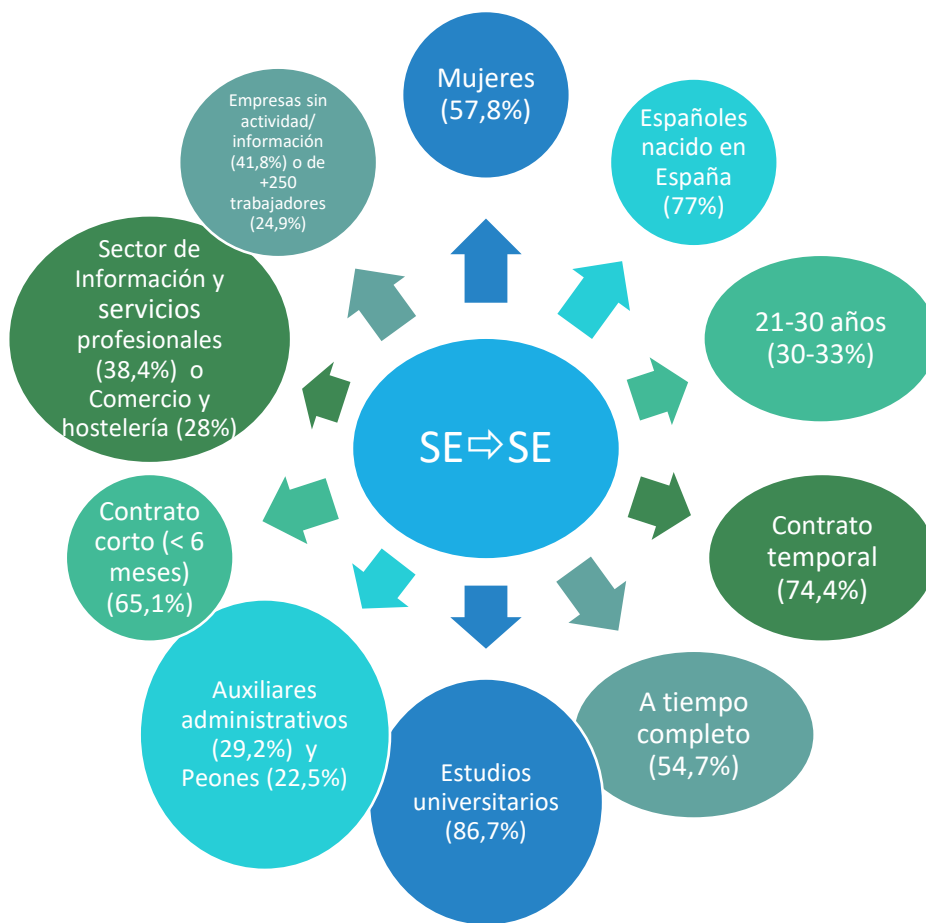 Mujeres
(57,8%)
Españoles
nacido en
España
(77%)
21-30 años
(30-33%)
Contrato
temporal
(74,4%)
A tiempo
completo
(54,7%)
Estudios
universitarios
(86,7%)
Auxiliares
administrativos
(29,2%) y
Peones (22,5%)
Contrato
corto (< 6
meses)
(65,1%)
Sector de
Información y
servicios
profesionales
(38,4%) o
Comercio y
hostelería (28%)
Empresas sin
actividad/
información
(41,8%) o de
+250
trabajadores
(24,9%)
SE⇨SE